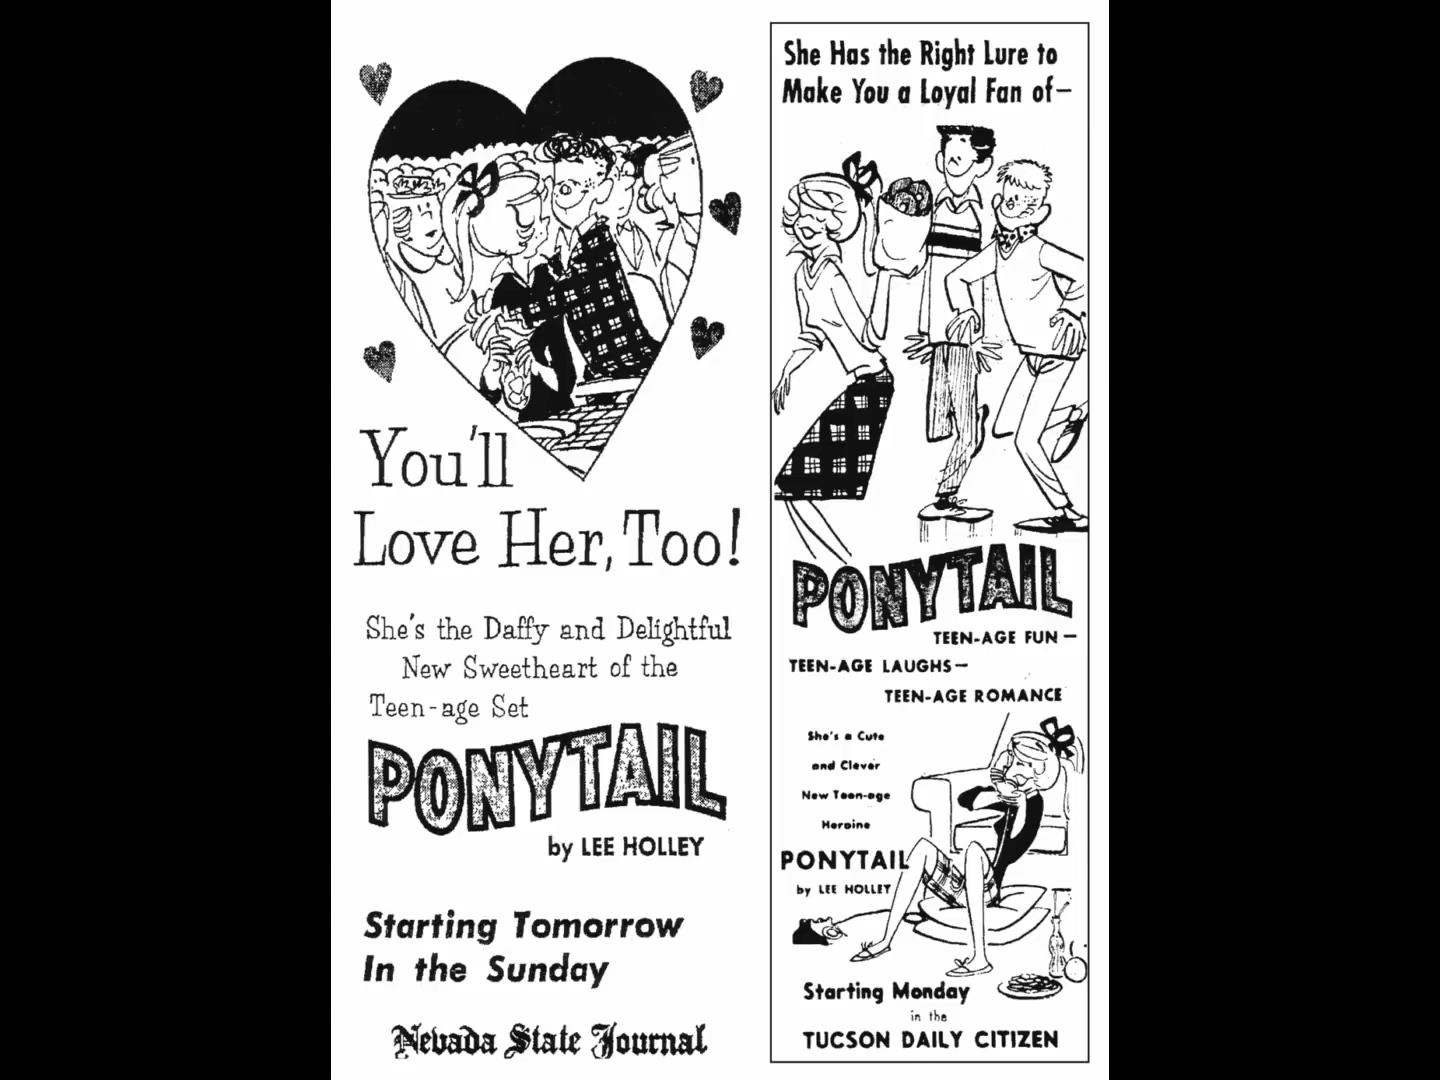 You'll
Love Her, Too!
She's the Daffy and Delightful
New Sweetheart of the
Teen-age Set
PONYTAIL
by LEE HOLLEY
Starting Tomorrow
In the Sunday
Nevada State Journal
She Has the Right Lure to
Make You a Loyal Fan of—
PONYTAIL
TEEN-AGE FUN—
TEEN-AGE LAUGHS—
TEEN-AGE ROMANCE
She's a Cute
and Clever
New Teen-age
Heroine
PONYTAIL
by LEE HOLLEY
Starting Monday
in the
TUCSON DAILY CITIZEN